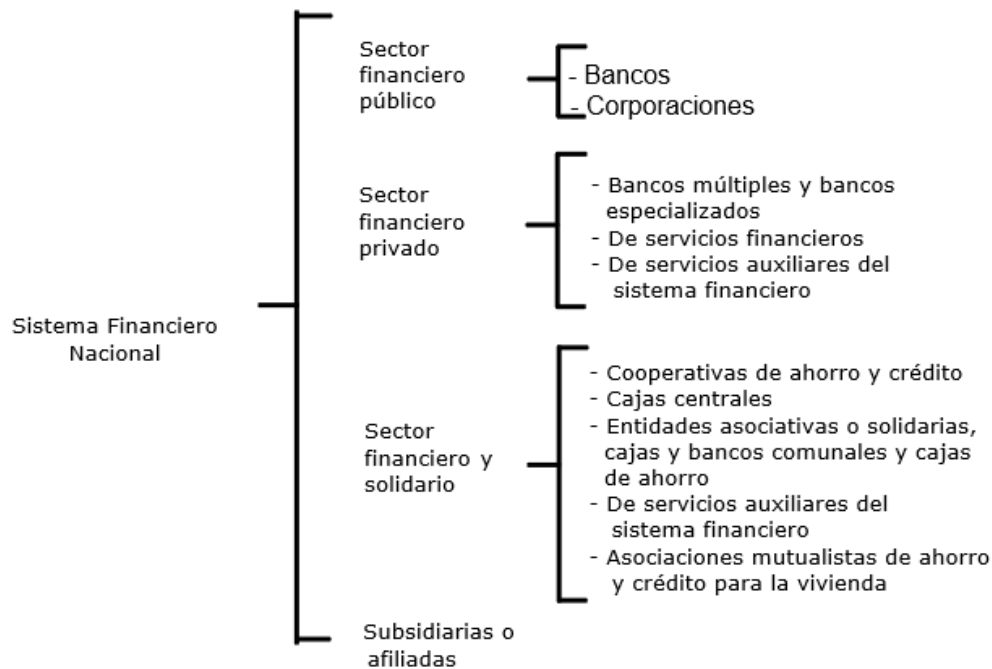 Sistema Financiero
Nacional
Sector
financiero
público
- Bancos
- Corporaciones
Sector
financiero
privado
- Bancos múltiples y bancos
especializados
- De servicios financieros
- De servicios auxiliares del
sistema financiero
Sector
financiero y
solidario
- Cooperativas de ahorro y crédito
- Cajas centrales
- Entidades asociativas o solidarias,
cajas y bancos comunales y cajas
de ahorro
- De servicios auxiliares del
sistema financiero
- Asociaciones mutualistas de ahorro
y crédito para la vivienda
Subsidiarias o
afiliadas